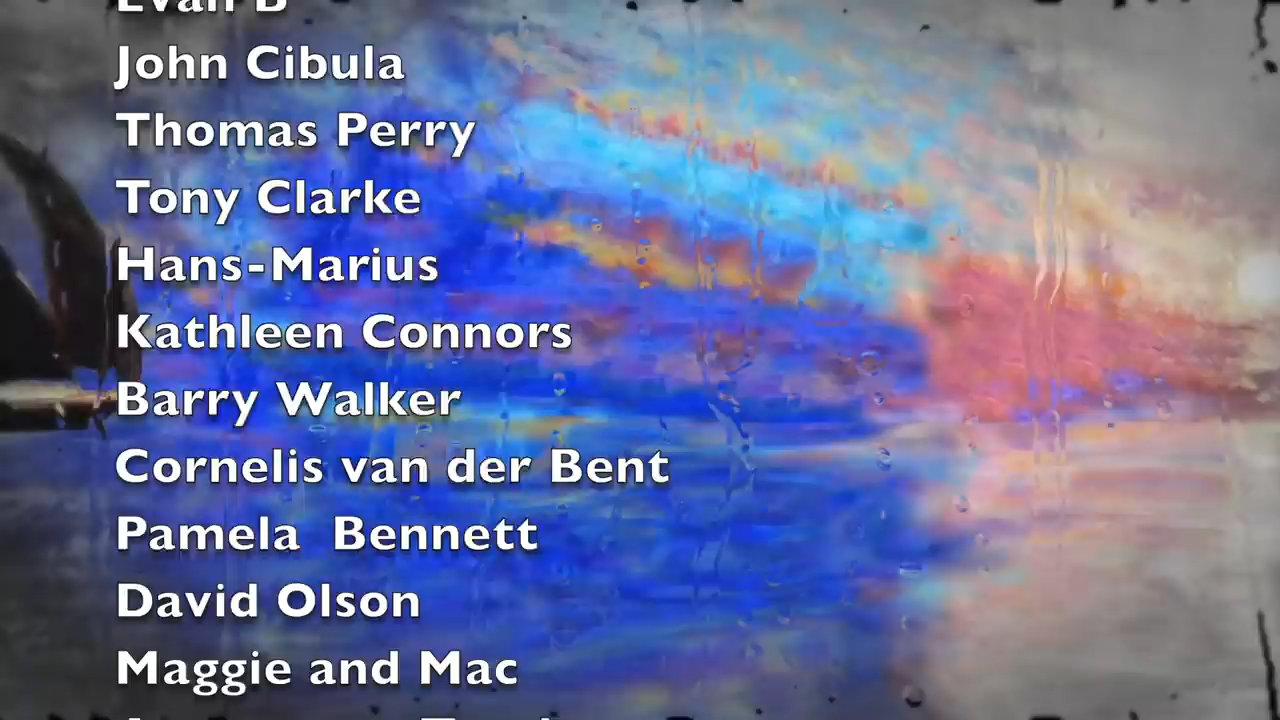 Evan B
John Cibula
Thomas Perry
Tony Clarke
Hans-Marius
Kathleen Connors
Barry Walker
Cornelis van der Bent
Pamela  Bennett
David Olson
Maggie and Mac